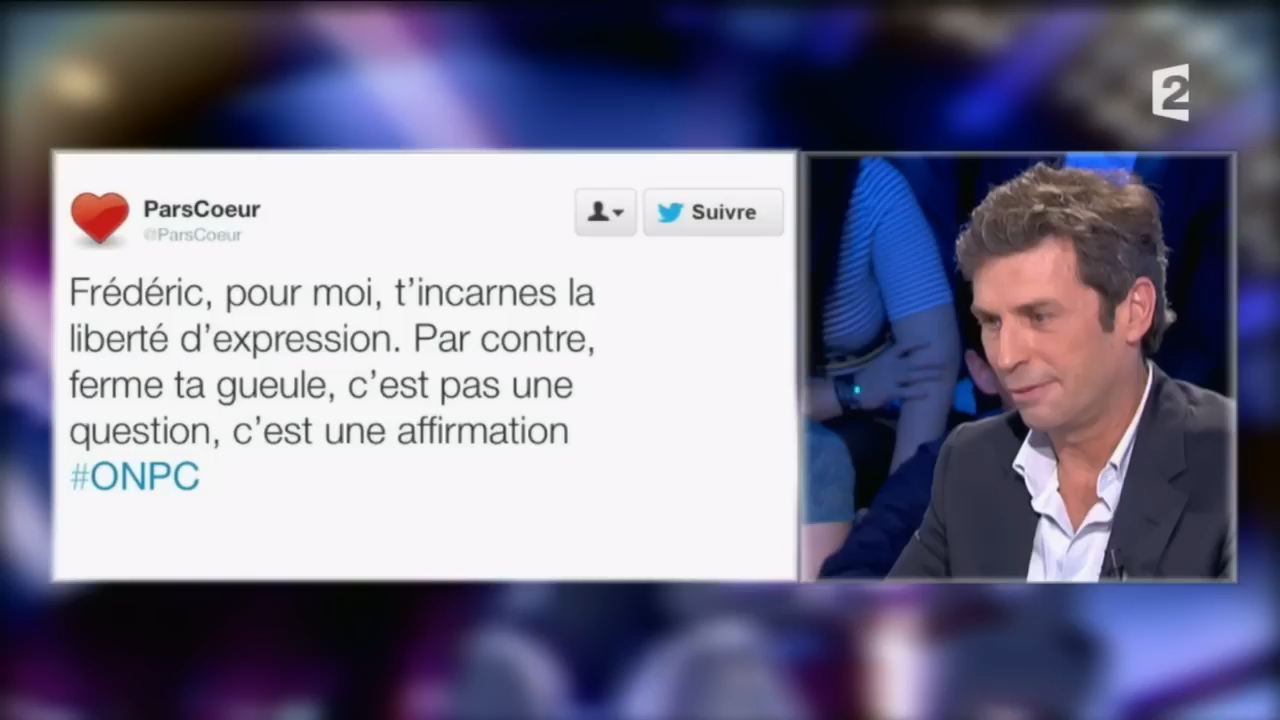 2
ParsCoeur
@ParsCoeur
Suivre
Frédéric, pour moi, t’incarnes la
liberté d’expression. Par contre,
ferme ta gueule, c’est pas une
question, c’est une affirmation
#ONPC